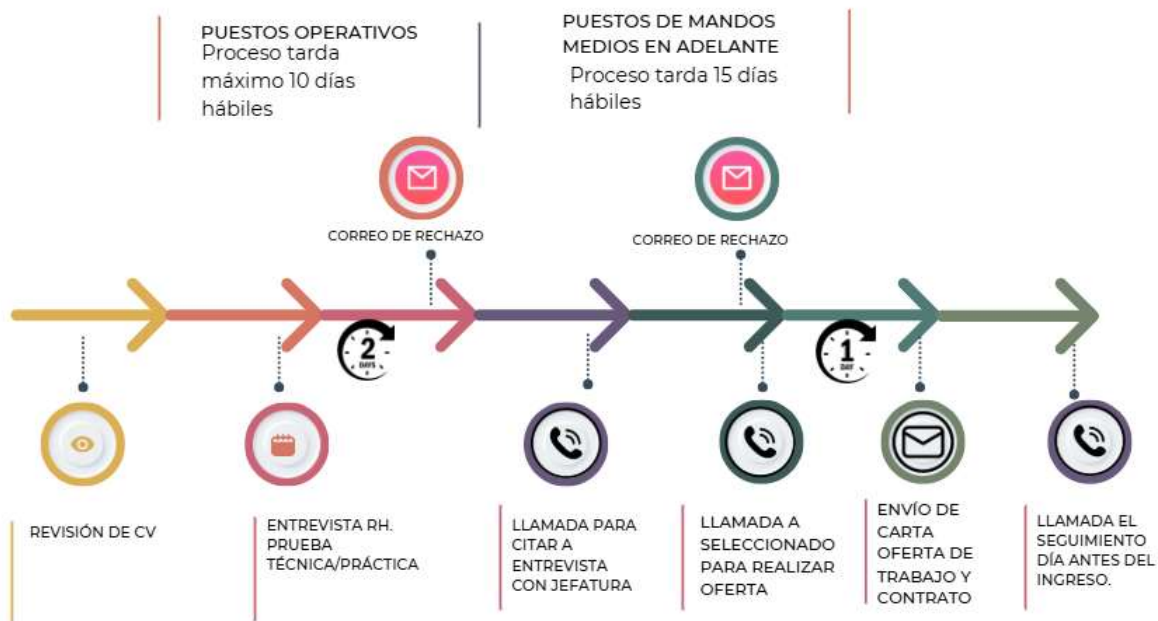 PUESTOS OPERATIVOS
Proceso tarda
máximo 10 días
hábiles
PUESTOS DE MANDOS
MEDIOS EN ADELANTE
Proceso tarda 15 días
hábiles
CORREO DE RECHAZO
CORREO DE RECHAZO
2
DAYS
1
DAY
REVISIÓN DE CV
ENTREVISTA RH.
PRUEBA
TÉCNICA/PRÁCTICA
LLAMADA PARA
CITAR A
ENTREVISTA
CON JEFATURA
LLAMADA A
SELECCIONADO
PARA REALIZAR
OFERTA
ENVÍO DE
CARTA
OFERTA DE
TRABAJO Y
CONTRATO
LLAMADA EL
SEGUIMIENTO
DÍA ANTES DEL
INGRESO.